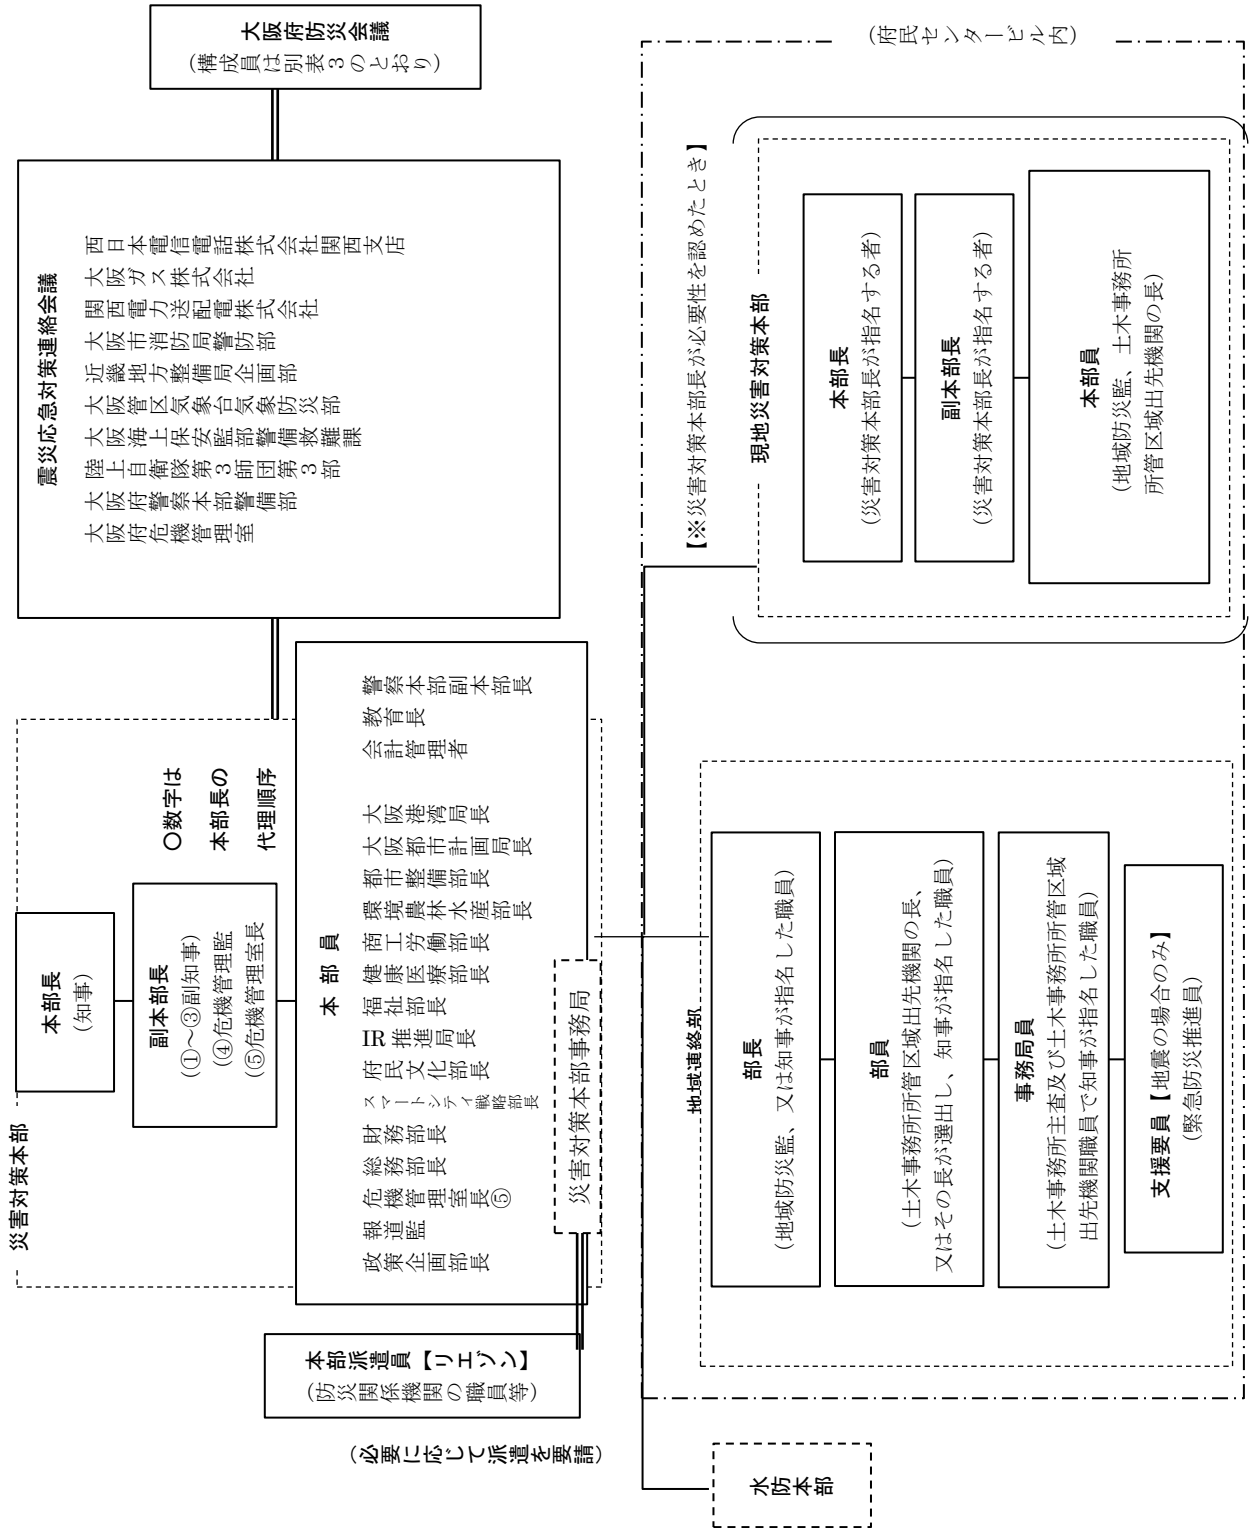 災害対策本部
本部長
(知事)
副本部長
(①～③副知事)
(④危機管理監
(⑤危機管理室長
〇数字は
本部長の
代理順序
本 部 員
政策企画部長
報道監
危機管理室長⑤
総務部長
財務部長
スマートシティ戦略部長
府民文化部長
IR 推進局長
福祉部長
健康医療部長
商工労働部長
環境農林水産部長
都市整備部長
大阪都市計画局長
大阪港湾局長
会計管理者
教育長
警察本部副本部長
災害対策本部事務局
本部派遣員【リエゾン】
(防災関係機関の職員等)
(必要に応じて派遣を要請)
震災応急対策連絡会議
大阪府危機管理室
大阪府警察本部警備部
陸上自衛隊第３師団第３部
大阪海上保安監部警備救難課
大阪管区気象台気象防災部
近畿地方整備局企画部
大阪市消防局警防部
関西電力送配電株式会社
大阪ガス株式会社
西日本電信電話株式会社関西支店
大阪府防災会議
(構成員は別表３のとおり)
水防本部
地域連絡部
部長
(地域防災監、又は知事が指名した職員)
部員
(土木事務所所管区域出先機関の長、
又はその長が選出し、知事が指名した職員)
事務局員
(土木事務所主査及び土木事務所所管区域
出先機関職員で知事が指名した職員)
支援要員【地震の場合のみ】
(緊急防災推進員)
【※災害対策本部長が必要性を認めたとき】
現地災害対策本部
本部長
(災害対策本部長が指名する者)
副本部長
(災害対策本部長が指名する者)
本部員
(地域防災監、土木事務所
所管区域出先機関の長)
(府民センタービル内)